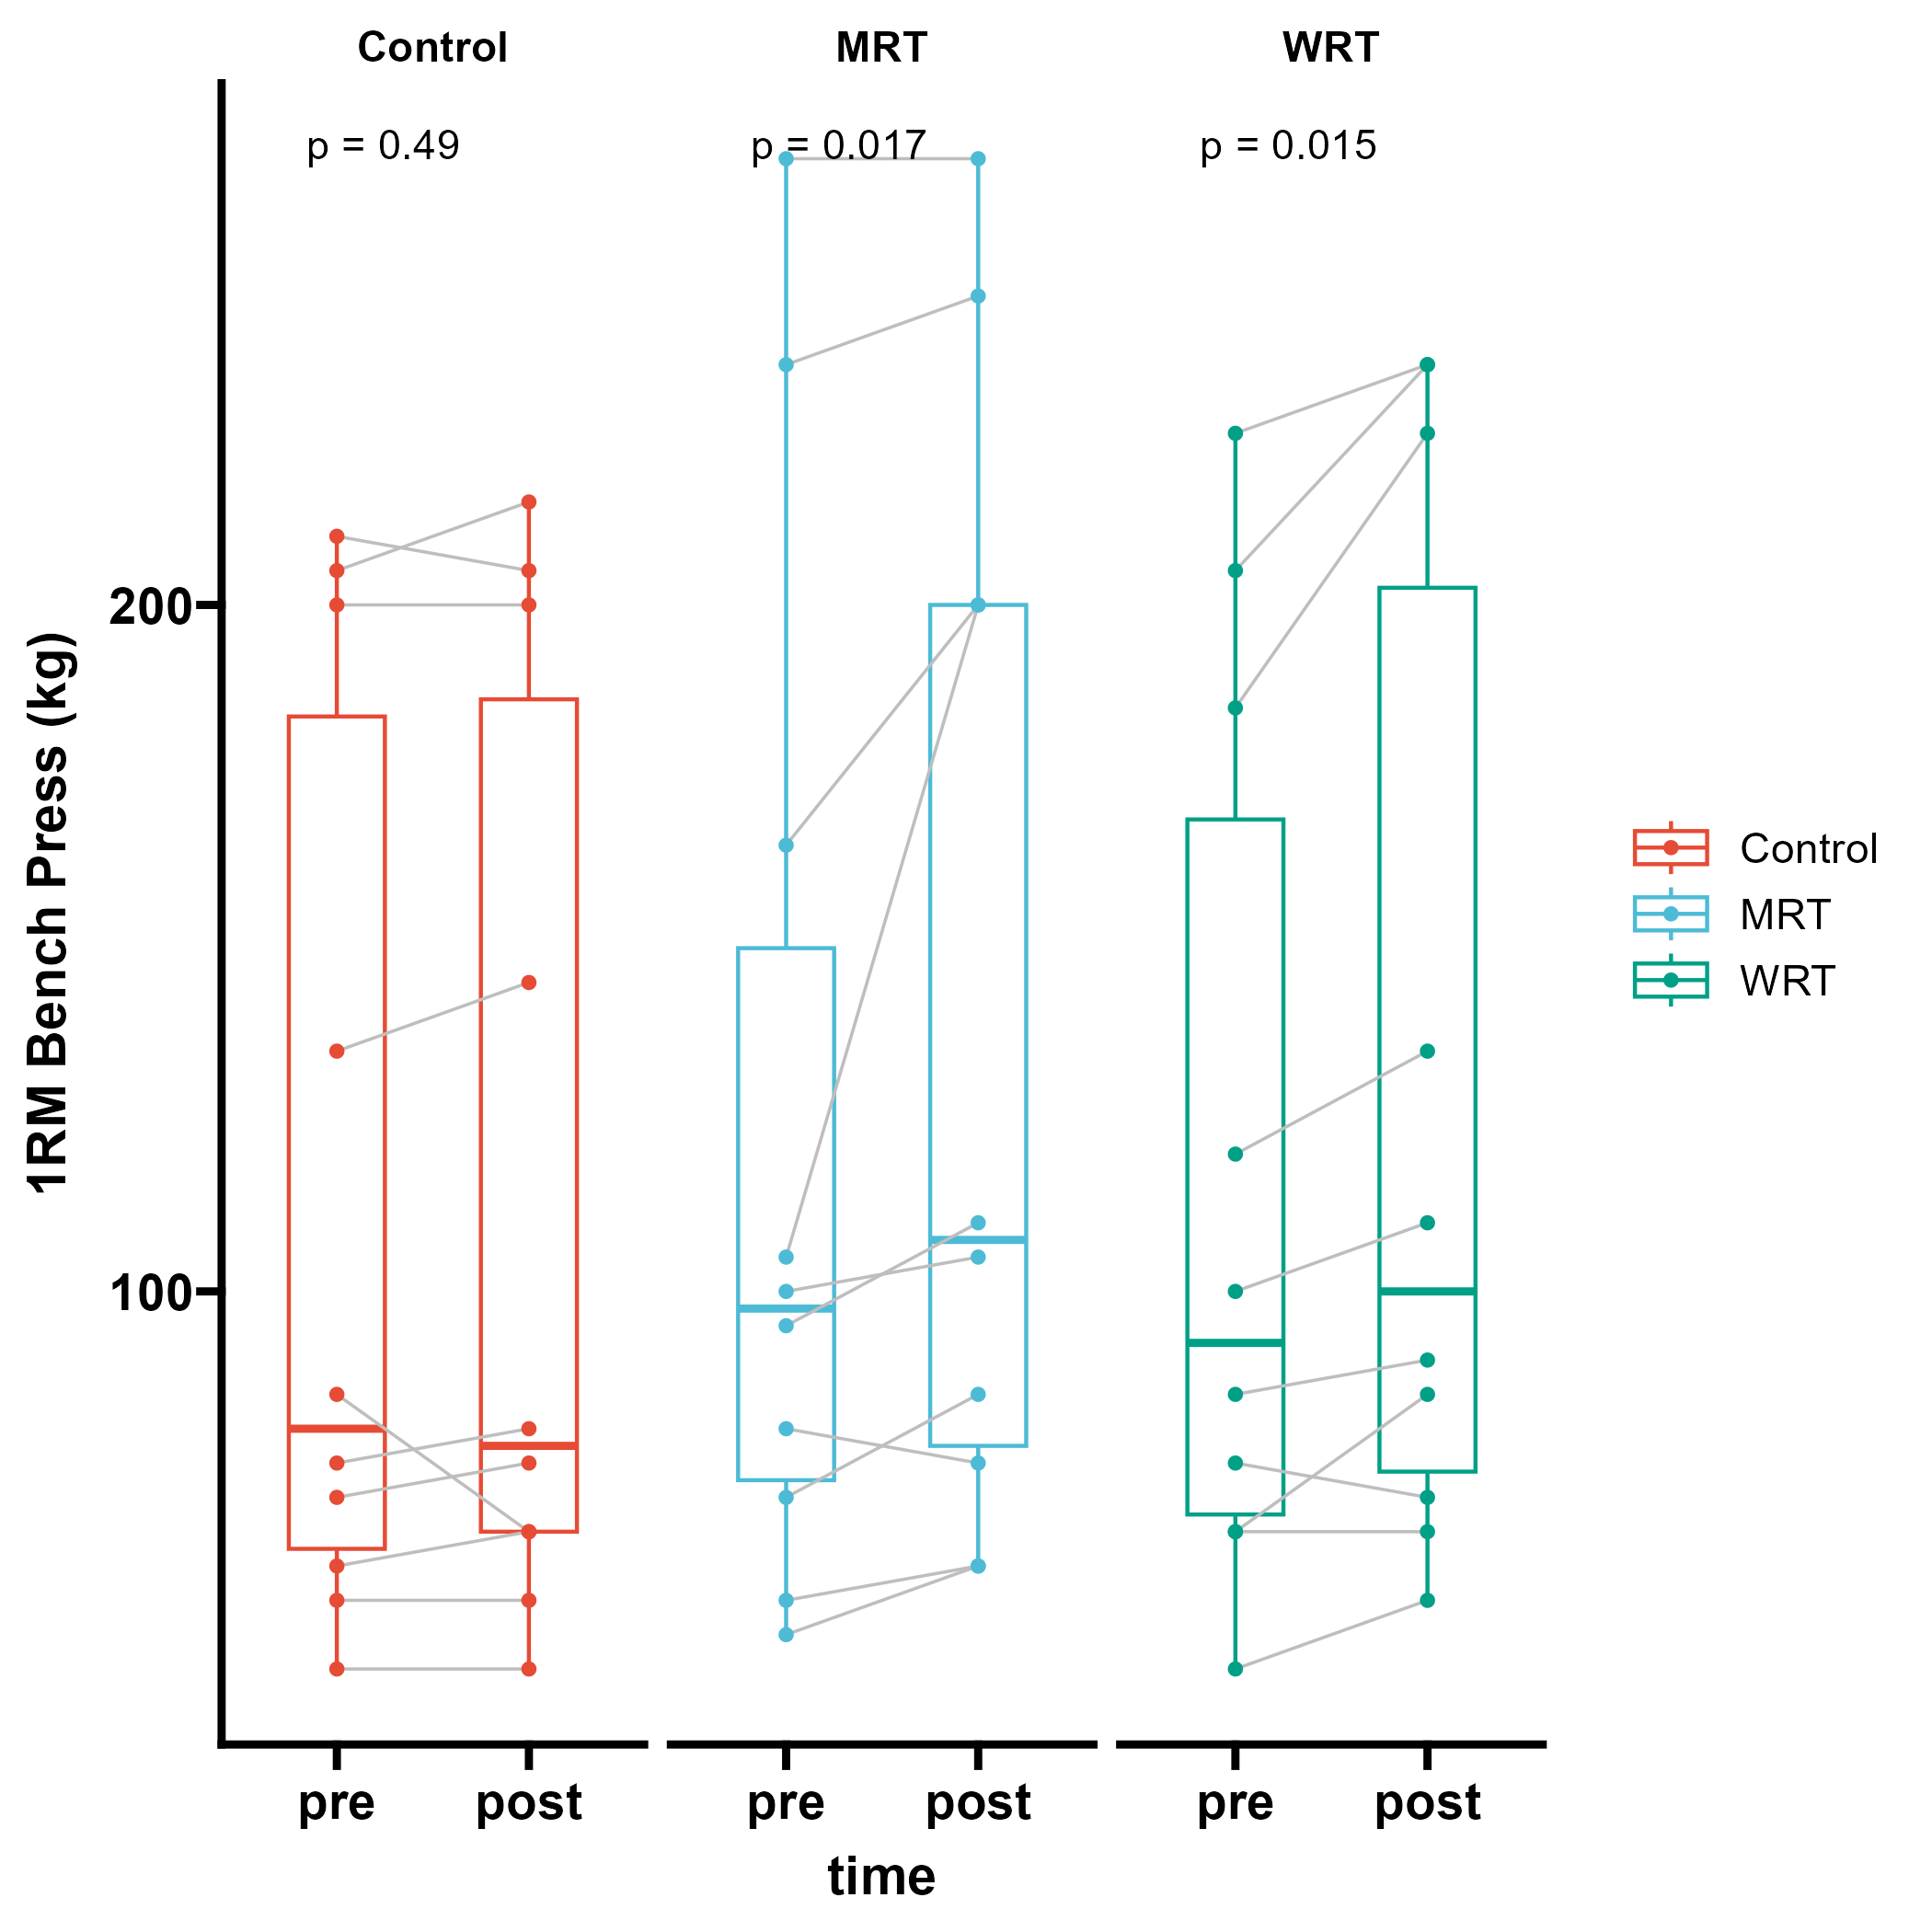 Control
MRT
WRT
p = 0.49
p = 0.017
p = 0.015
1RM Bench Press (kg)
200
100
Control
MRT
WRT
pre
post
pre
post
pre
post
time